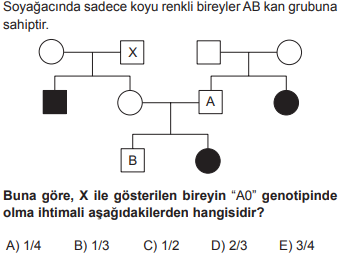 Soyağacında sadece koyu renkli bireyler AB kan grubuna
sahiptir.
X
A
B
Buna göre, X ile gösterilen bireyin “A0” genotipinde
olma ihtimali aşağıdakilerden hangisidir?
A) 1/4 B) 1/3 C) 1/2 D) 2/3 E) 3/4